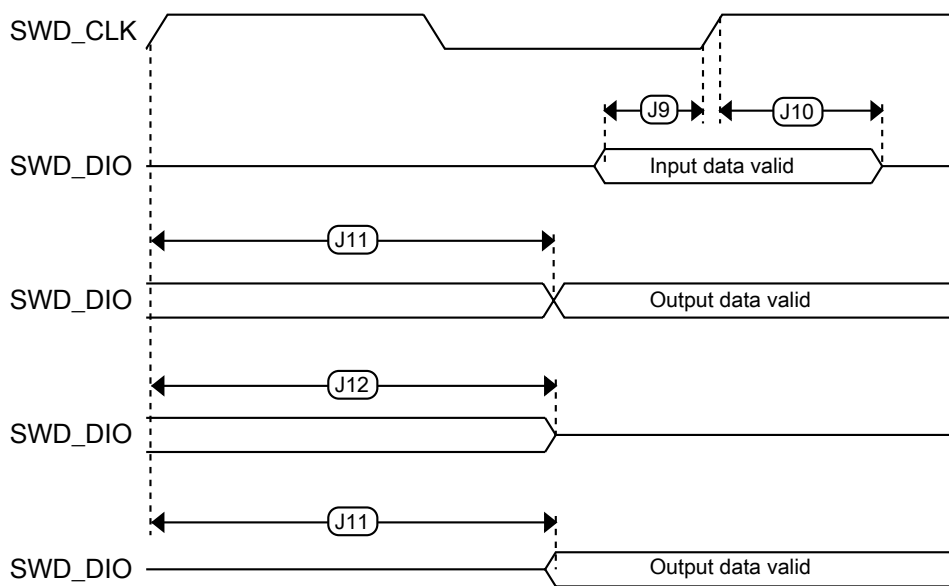 SWD_CLK
J9
J10
SWD_DIO
Input data valid
J11
SWD_DIO
Output data valid
J12
SWD_DIO
J11
SWD_DIO
Output data valid